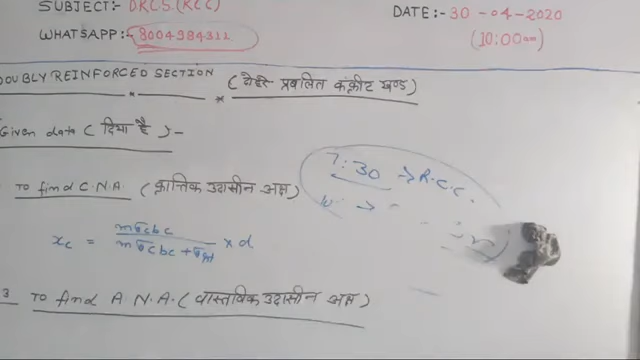 SUBJECT:- DRCS.(RCC)
DATE:- 30-04-2020
WHATSAPP:- 8004984311
(10:00am)
DOUBLY REINFORCED SECTION (दोहरे प्रबलित कंक्रीट खण्ड)
Given data ( दिया है ) -
7:30 → R.C.C.
TO find C.N.A. (क्रान्तिक उदासीन अक्ष)
W →
xc = mσcbc / mσcbc + σst × d
3 TO find A.N.A. (वास्तविक उदासीन अक्ष)